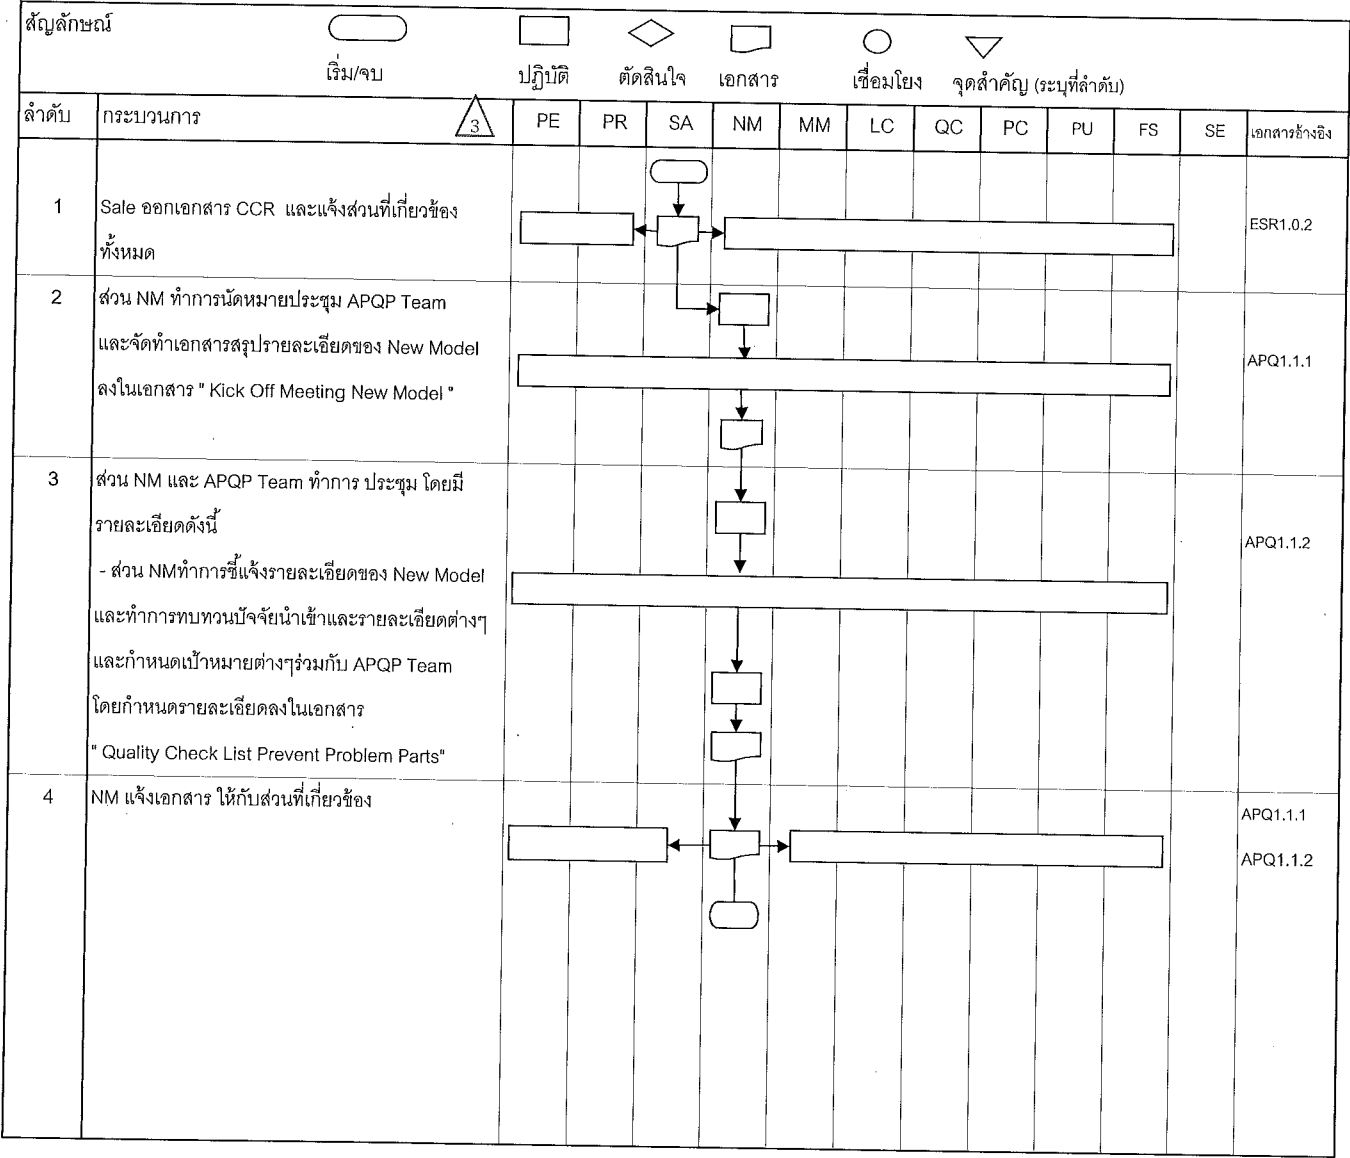 สัญลักษณ์
เริ่ม/จบ ปฏิบัติ ตัดสินใจ เอกสาร เชื่อมโยง จุดสำคัญ (ระบุที่ลำดับ)
ลำดับ กระบวนการ 3 PE PR SA NM MM LC QC PC PU FS SE เอกสารอ้างอิง
1 Sale ออกเอกสาร CCR และแจ้งส่วนที่เกี่ยวข้อง ESR1.0.2
ทั้งหมด
2 ส่วน NM ทำการนัดหมายประชุม APQP Team
และจัดทำเอกสารสรุปรายละเอียดของ New Model APQ1.1.1
ลงในเอกสาร " Kick Off Meeting New Model "
3 ส่วน NM และ APQP Team ทำการ ประชุม โดยมี
รายละเอียดดังนี้ APQ1.1.2
- ส่วน NMทำการชี้แจ้งรายละเอียดของ New Model
และทำการทบทวนปัจจัยนำเข้าและรายละเอียดต่างๆ
และกำหนดเป้าหมายต่างๆร่วมกับ APQP Team
โดยกำหนดรายละเอียดลงในเอกสาร
" Quality Check List Prevent Problem Parts"
4 NM แจ้งเอกสาร ให้กับส่วนที่เกี่ยวข้อง APQ1.1.1
APQ1.1.2